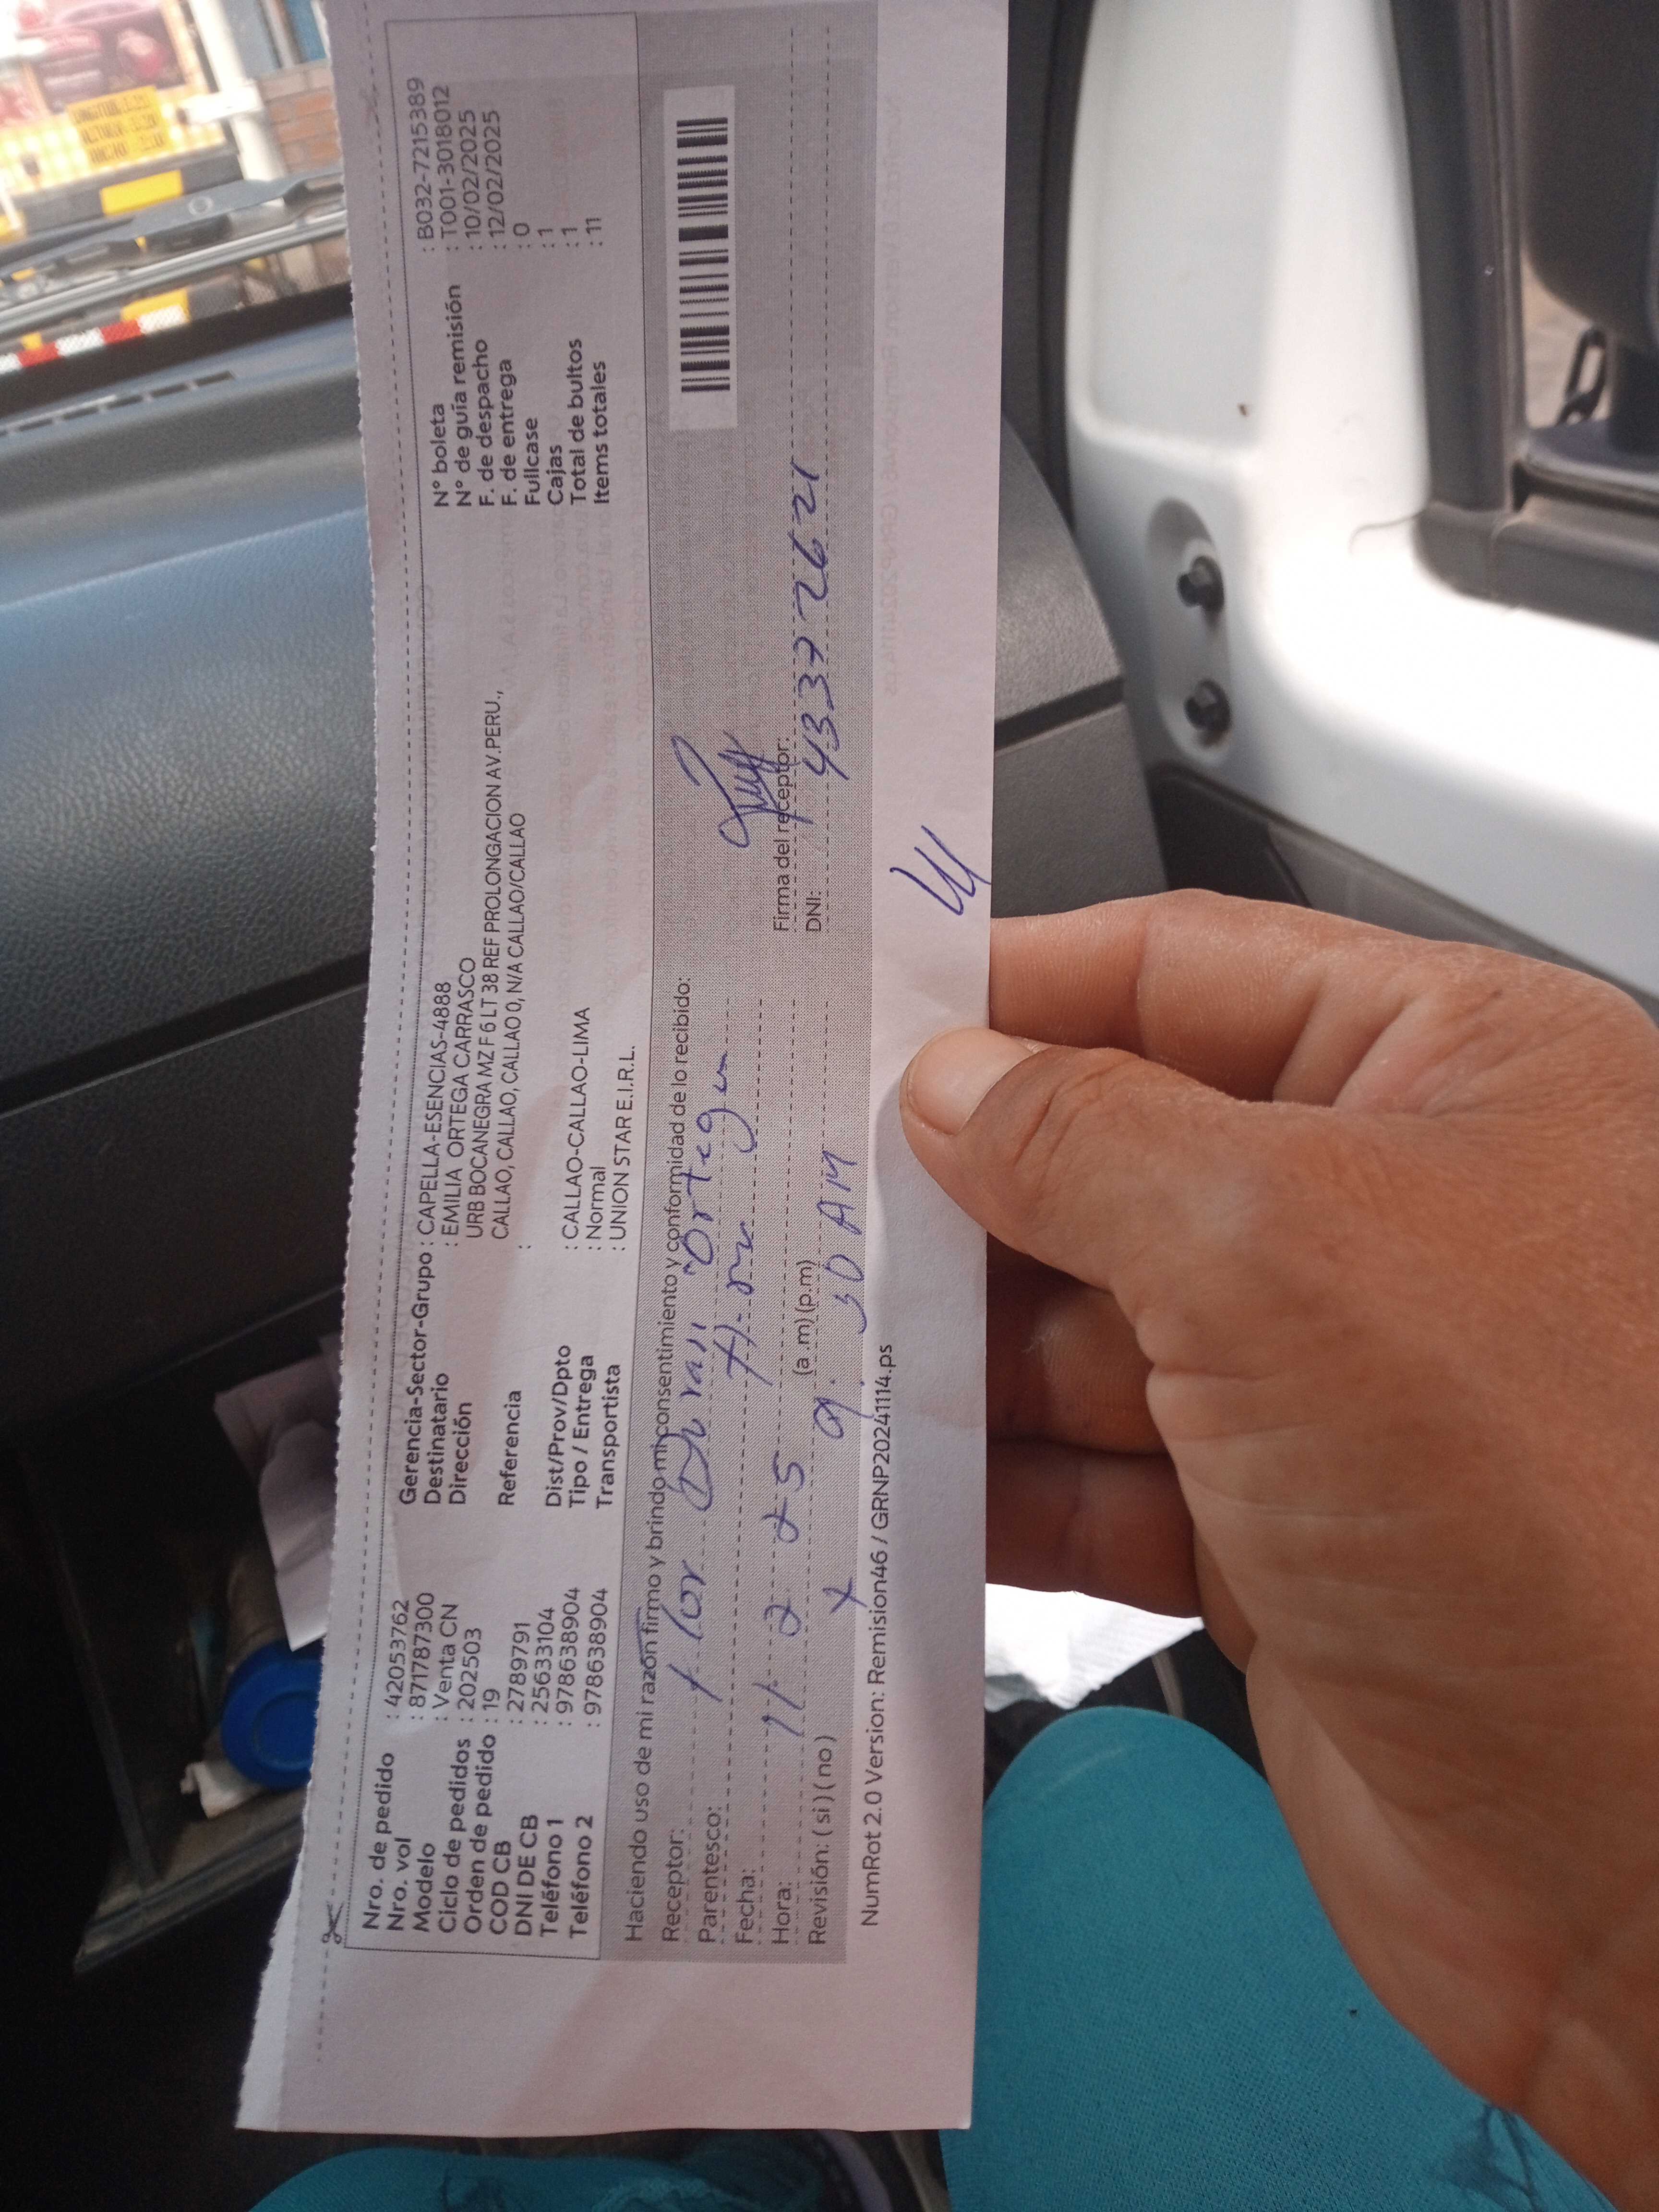 Nro. de pedido : 42053762
Nro. vol : 871787300
Modelo : Venta CN
Ciclo de pedidos : 202503
Orden de pedido : 19
COD CB : 2789791
DNI DE CB : 25633104
Teléfono 1 : 978638904
Teléfono 2 : 978638904
Gerencia-Sector-Grupo : CAPELLA-ESENCIAS-4888
Destinatario : EMILIA ORTEGA CARRASCO
Dirección URB BOCANEGRA MZ F 6 LT 38 REF PROLONGACION AV.PERU.,
CALLAO, CALLAO, CALLAO 0, N/A CALLAO/CALLAO
Referencia :
Dist/Prov/Dpto : CALLAO-CALLAO-LIMA
Tipo / Entrega : Normal
Transportista : UNION STAR E.I.R.L.
N° boleta : B032-7215389
N° de guía remisión : T001-3018012
F. de despacho : 10/02/2025
F. de entrega : 12/02/2025
Fullcase : 0
Cajas : 1
Total de bultos : 1
Items totales : 11
Haciendo uso de mi razón firmo y brindo mi consentimiento y conformidad de lo recibido:
Receptor: Ortega
Parentesco:
Fecha: 11 2 25
Hora: (a .m) (p.m) 9:30 AM
Revisión: ( si ) ( no ) x
Firma del receptor:
DNI: 43372621
NumRot 2.0 Version: Remision46 / GRNP20241114.ps